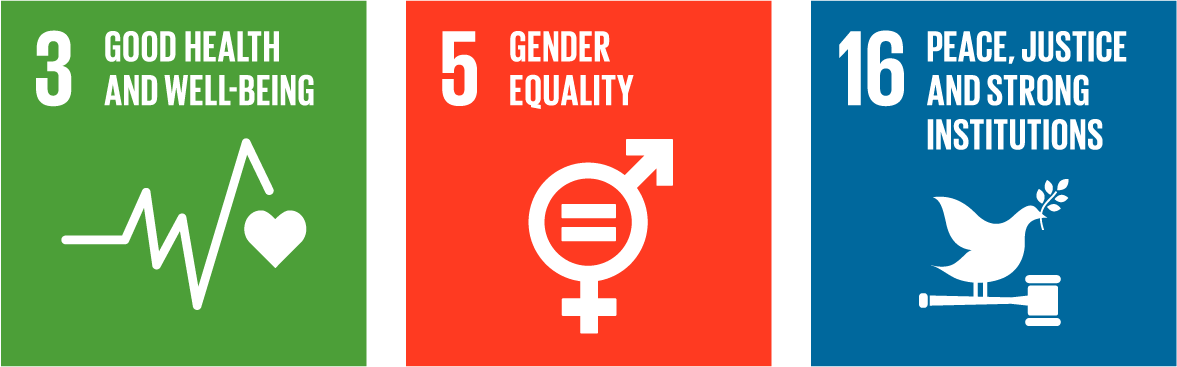 3
GOOD HEALTH
AND WELL-BEING
5
GENDER
EQUALITY
16
PEACE, JUSTICE
AND STRONG
INSTITUTIONS